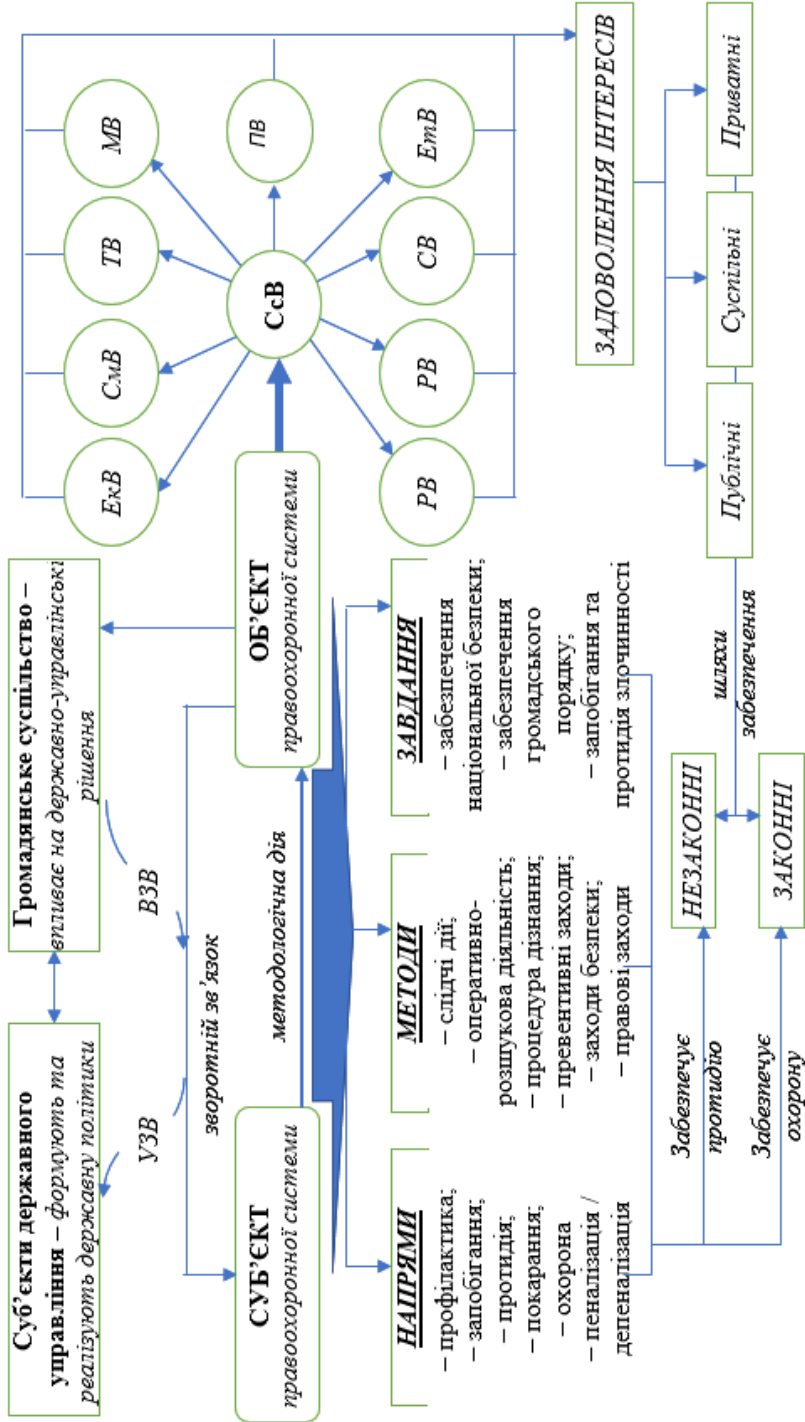 Суб’єкти державного
управління – формують та
реалізують державну політики
Громадянське суспільство –
впливає на державно-управлінські
рішення
УЗВ
ВЗВ
зворотній зв’язок
СУБ’ЄКТ
правоохоронної системи
методологічна дія
ОБ’ЄКТ
правоохоронної системи
НАПРЯМИ
– профілактика;
– запобігання;
– протидія;
– покарання;
– охорона
– пеналізація /
депеналізація
МЕТОДИ
– слідчі дії;
– оперативно-
розшукова діяльність;
– процедура дізнання;
– превентивні заходи;
– заходи безпеки;
– правові заходи
ЗАВДАННЯ
– забезпечення
національної безпеки;
– забезпечення
громадського
порядку;
– запобігання та
протидія злочинності
Забезпечує
протидію
Забезпечує
охорону
НЕЗАКОННІ
ЗАКОННІ
шляхи
забезпечення
ЕкВ
СмВ
ТВ
МВ
СсВ
ПВ
РВ
РВ
СВ
ЕтВ
ЗАДОВОЛЕННЯ ІНТЕРЕСІВ
Публічні
Суспільні
Приватні